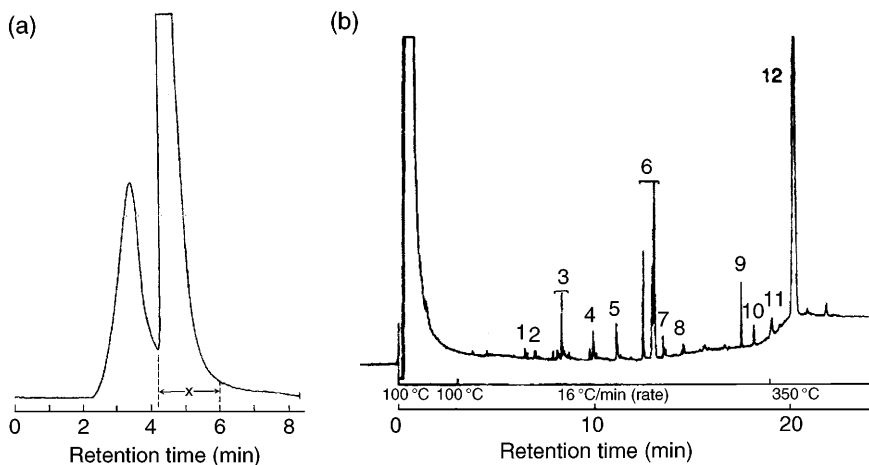 (a)
x
0 2 4 6 8
Retention time (min)
(b)
12
6
3
9
1 2 4 5 7 8 10 11
100 °C 100 °C 16 °C/min (rate) 350 °C
0 10 20
Retention time (min)